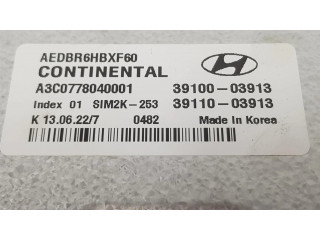 AEDBR6HBXF60
CONTINENTAL
A3C0778040001 39100-03913
Index 01 SIM2K-253 39110-03913
K 13.06.22/7 0482 Made In Korea